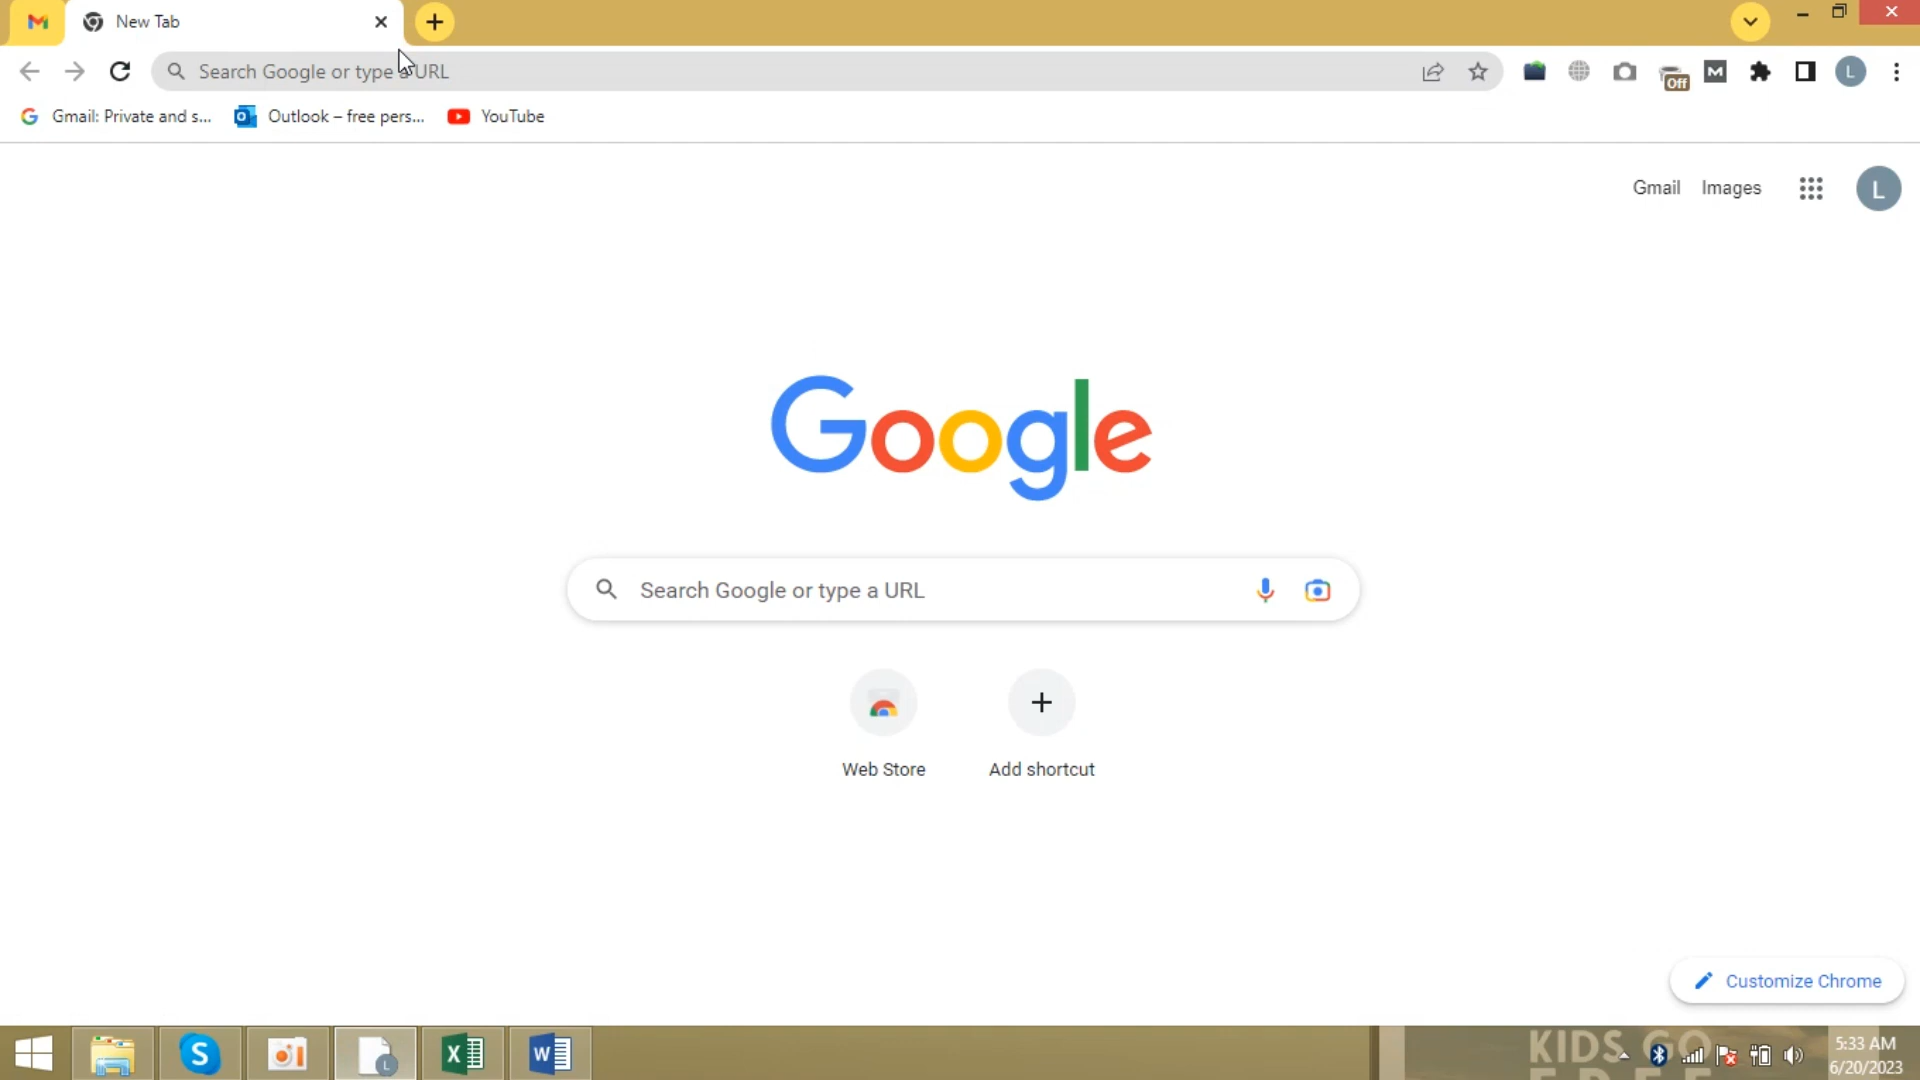 New Tab
Search Google or type a URL
Off
L
Gmail: Private and s...
Outlook – free pers...
YouTube
Gmail
Images
L
Google
Search Google or type a URL
Web Store
Add shortcut
Customize Chrome
KIDS GO
5:33 AM
6/20/2023